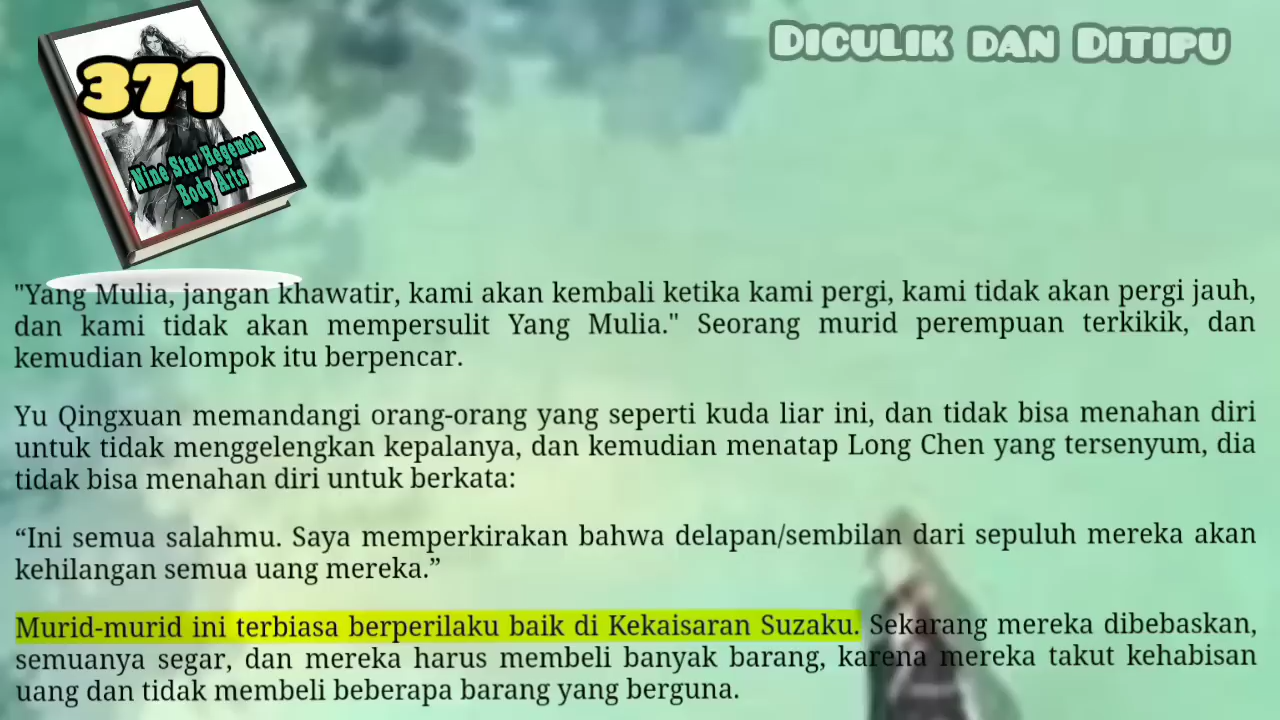 371
Nine Star Hegemon
Body Arts
Diculik dan Ditipu
"Yang Mulia, jangan khawatir, kami akan kembali ketika kami pergi, kami tidak akan pergi jauh,
dan kami tidak akan mempersulit Yang Mulia." Seorang murid perempuan terkikik, dan
kemudian kelompok itu berpencar.
Yu Qingxuan memandangi orang-orang yang seperti kuda liar ini, dan tidak bisa menahan diri
untuk tidak menggelengkan kepalanya, dan kemudian menatap Long Chen yang tersenyum, dia
tidak bisa menahan diri untuk berkata:
“Ini semua salahmu. Saya memperkirakan bahwa delapan/sembilan dari sepuluh mereka akan
kehilangan semua uang mereka.”
Murid-murid ini terbiasa berperilaku baik di Kekaisaran Suzaku. Sekarang mereka dibebaskan,
semuanya segar, dan mereka harus membeli banyak barang, karena mereka takut kehabisan
uang dan tidak membeli beberapa barang yang berguna.